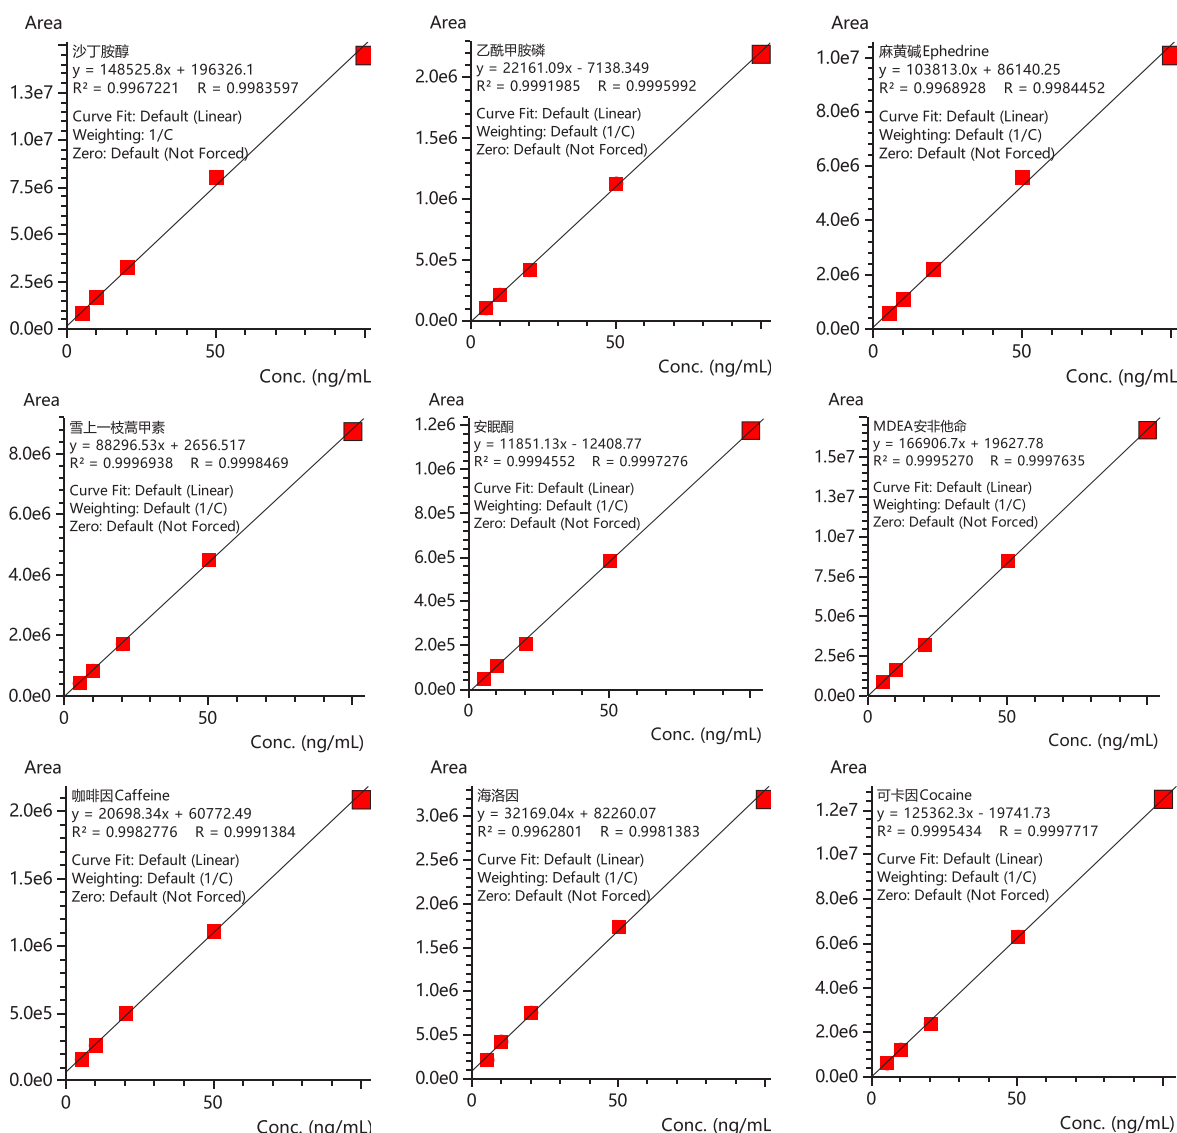 Area
沙丁胺醇
y = 148525.8x + 196326.1
R² = 0.9967221 R = 0.9983597
Curve Fit: Default (Linear)
Weighting: 1/C
Zero: Default (Not Forced)
1.3e7
1.0e7
7.5e6
5.0e6
2.5e6
0.0e0
0
50
Conc. (ng/mL
Area
乙酰甲胺磷
y = 22161.09x - 7138.349
R² = 0.9991985 R = 0.9995992
Curve Fit: Default (Linear)
Weighting: Default (1/C)
Zero: Default (Not Forced)
2.0e6
1.5e6
1.0e6
5.0e5
0.0e0
0
50
Conc. (ng/mL
Area
麻黄碱Ephedrine
y = 103813.0x + 86140.25
R² = 0.9968928 R = 0.9984452
Curve Fit: Default (Linear)
Weighting: Default (1/C)
Zero: Default (Not Forced)
1.0e7
8.0e6
6.0e6
4.0e6
2.0e6
0.0e0
0
50
Conc. (ng/mL
Area
雪上一枝蒿甲素
y = 88296.53x + 2656.517
R² = 0.9996938 R = 0.9998469
Curve Fit: Default (Linear)
Weighting: Default (1/C)
Zero: Default (Not Forced)
8.0e6
6.0e6
4.0e6
2.0e6
0.0e0
0
50
Conc. (ng/mL)
Area
安眠酮
y = 11851.13x - 12408.77
R² = 0.9994552 R = 0.9997276
Curve Fit: Default (Linear)
Weighting: Default (1/C)
Zero: Default (Not Forced)
1.2e6
1.0e6
8.0e5
6.0e5
4.0e5
2.0e5
0.0e0
0
50
Conc. (ng/mL)
Area
MDEA安非他命
y = 166906.7x + 19627.78
R² = 0.9995270 R = 0.9997635
Curve Fit: Default (Linear)
Weighting: Default (1/C)
Zero: Default (Not Forced)
1.5e7
1.3e7
1.0e7
7.5e6
5.0e6
2.5e6
0.0e0
0
50
Conc. (ng/mL)
Area
咖啡因Caffeine
y = 20698.34x + 60772.49
R² = 0.9982776 R = 0.9991384
Curve Fit: Default (Linear)
Weighting: Default (1/C)
Zero: Default (Not Forced)
2.0e6
1.6e6
1.0e6
5.0e5
0.0e0
0
50
Conc. (ng/mL
Area
海洛因
y = 32169.04x + 82260.07
R² = 0.9962801 R = 0.9981383
Curve Fit: Default (Linear)
Weighting: Default (1/C)
Zero: Default (Not Forced)
3.0e6
2.5e6
2.0e6
1.5e6
1.0e6
5.0e5
0.0e0
0
50
Conc. (ng/mL
Area
可卡因Cocaine
y = 125362.3x - 19741.73
R² = 0.9995434 R = 0.9997717
Curve Fit: Default (Linear)
Weighting: Default (1/C)
Zero: Default (Not Forced)
1.2e7
1.0e7
8.0e6
6.0e6
4.0e6
2.0e6
0.0e0
0
50
Conc. (ng/mL)